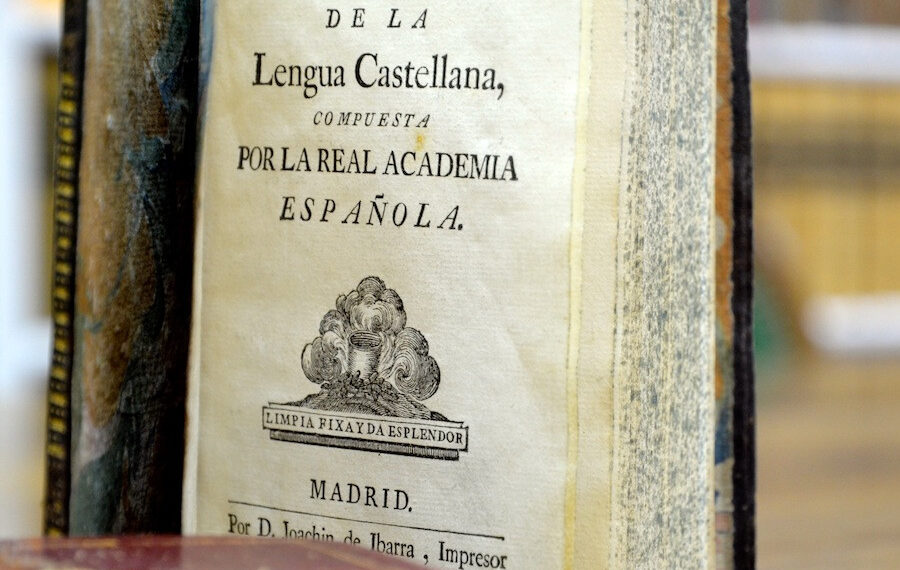 DE LA
Lengua Castellana,
COMPUESTA
POR LA REAL ACADEMIA
ESPAÑOLA.
LIMPIA FIXA Y DA ESPLENDOR
MADRID.
Por D. Joachin de Ibarra, Impresor